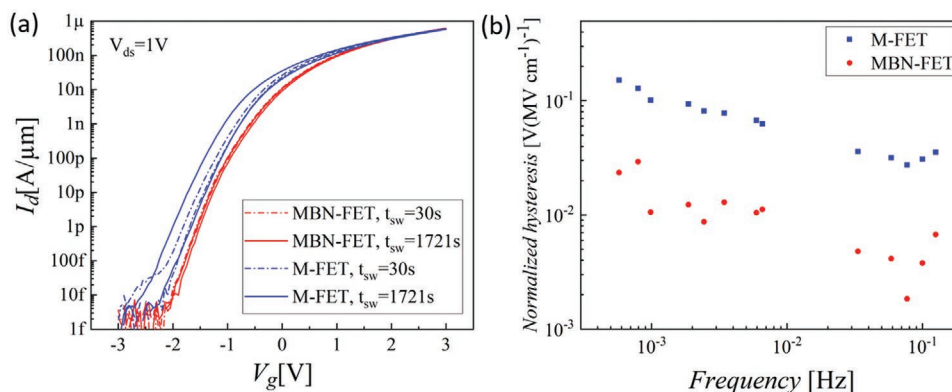 (a)
V_ds=1V
1µ
100n
10n
1n
100p
10p
1p
100f
10f
1f
I_d[A/µm]
MBN-FET, t_sw=30s
MBN-FET, t_sw=1721s
M-FET, t_sw=30s
M-FET, t_sw=1721s
-3 -2 -1 0 1 2 3
V_g[V]
(b)
M-FET
MBN-FET
Normalized hysteresis [V(MV cm⁻¹)⁻¹]
10⁻¹
10⁻²
10⁻³
10⁻³ 10⁻² 10⁻¹
Frequency [Hz]